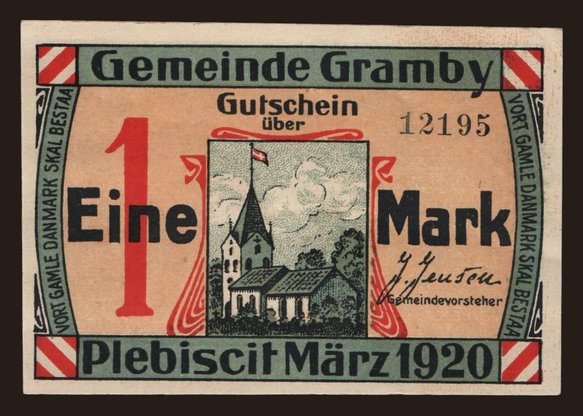 Gemeinde Gramby
Gutschein
über
12195
1
Eine Mark
J. Jensen
Gemeindevorsteher
VORT GAMLE DANMARK SKAL BESTAA
VORT GAMLE DANMARK SKAL BESTAA
Plebiscit März 1920